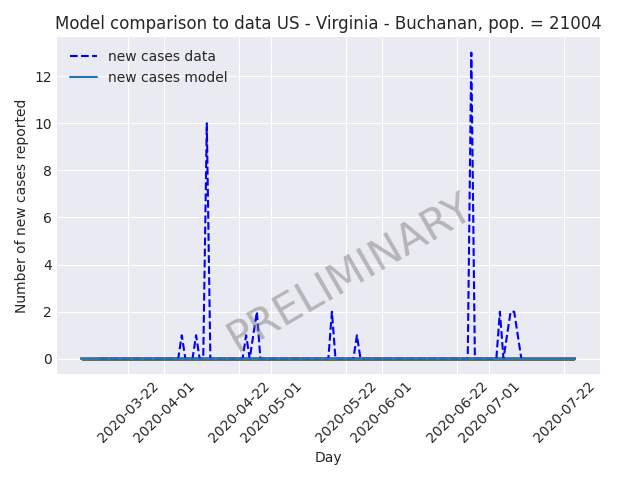 Model comparison to data US - Virginia - Buchanan, pop. = 21004
new cases data
new cases model
Number of new cases reported
12
10
8
6
4
2
0
PRELIMINARY
2020-03-22
2020-04-01
2020-04-22
2020-05-01
2020-05-22
2020-06-01
2020-06-22
2020-07-01
2020-07-22
Day